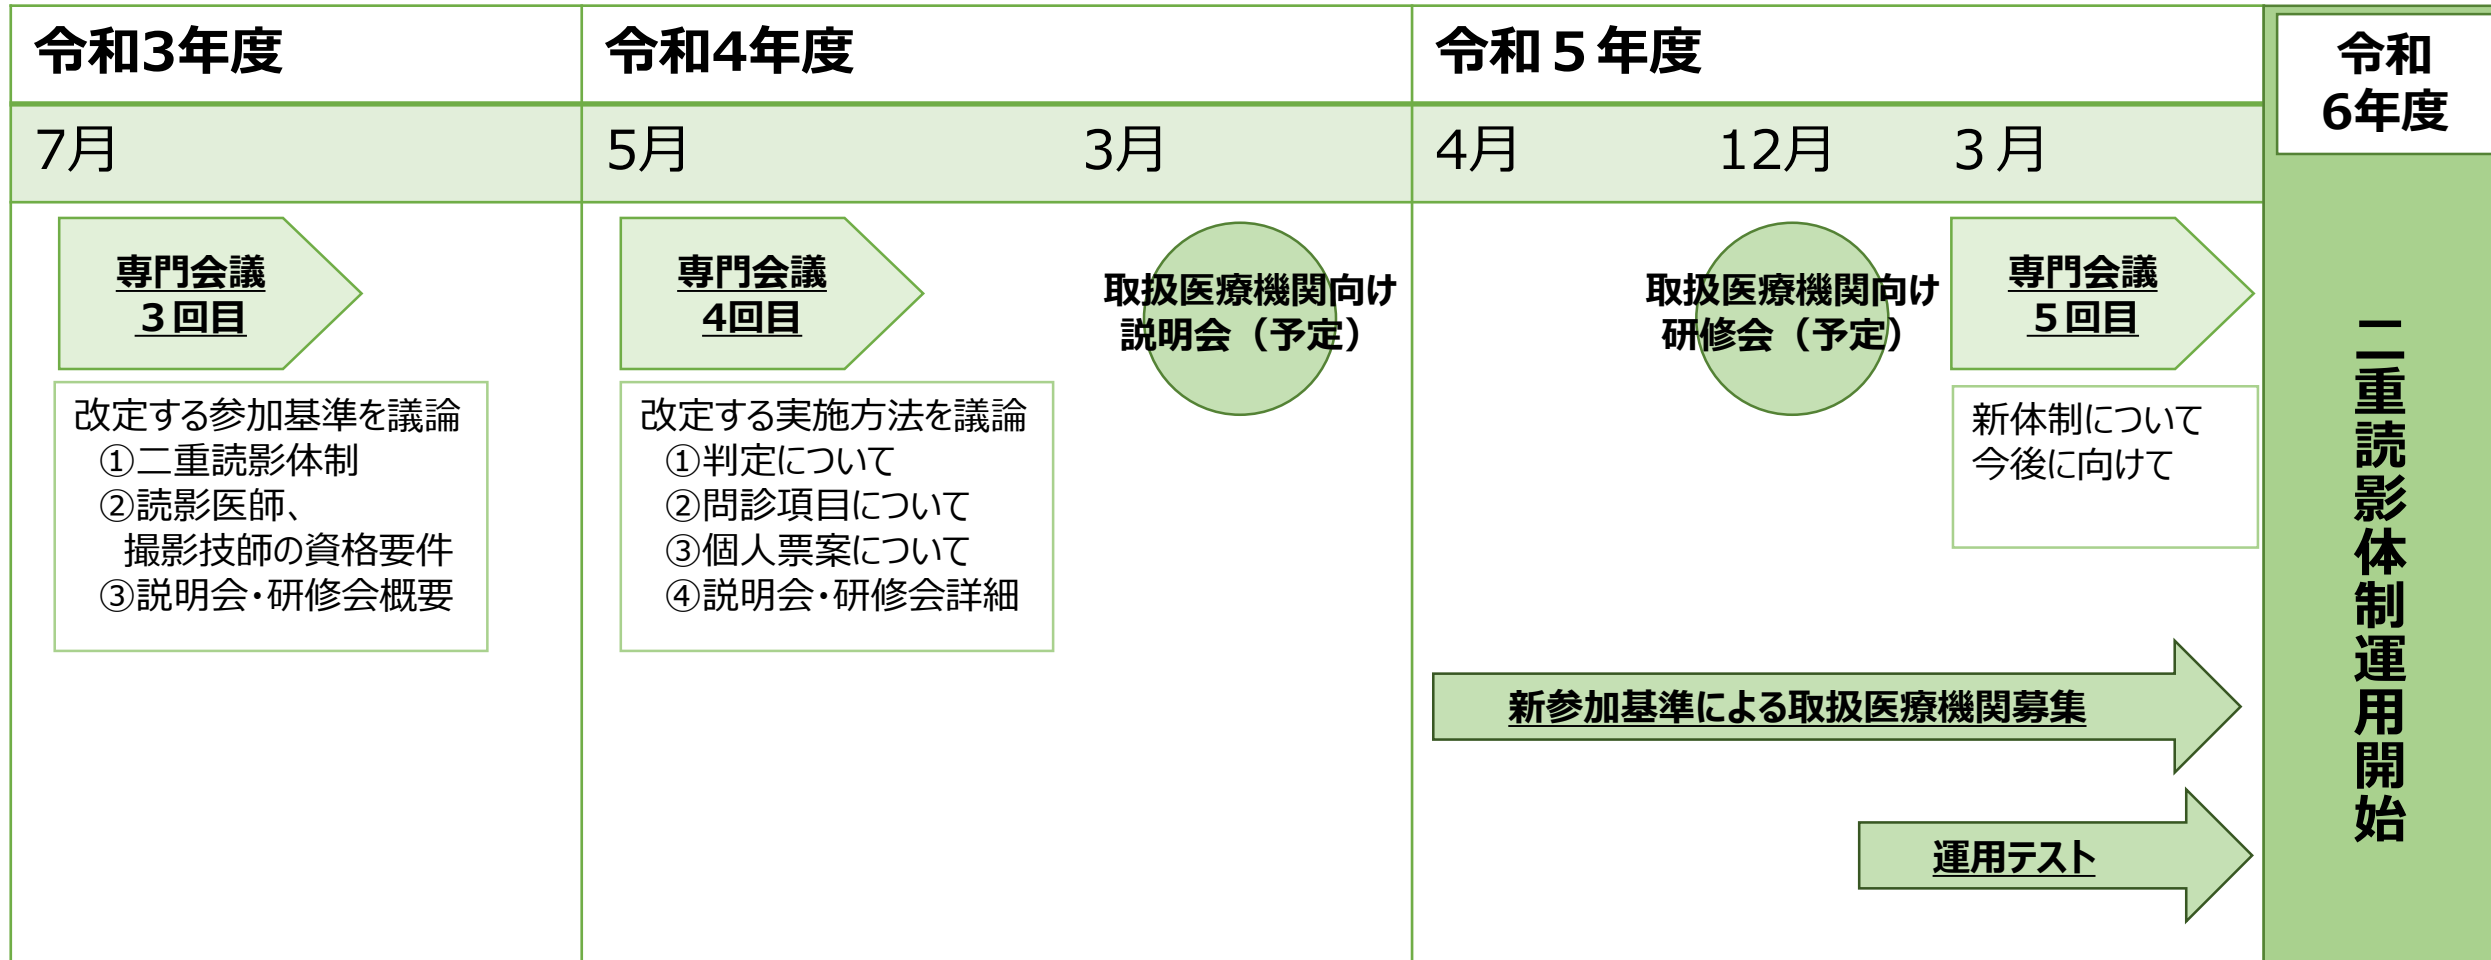 令和3年度
令和4年度
令和５年度
令和
6年度
7月
5月
3月
4月
12月
３月
専門会議
３回目
改定する参加基準を議論
①二重読影体制
②読影医師、
撮影技師の資格要件
③説明会・研修会概要
専門会議
4回目
改定する実施方法を議論
①判定について
②問診項目について
③個人票案について
④説明会・研修会詳細
取扱医療機関向け
説明会（予定）
取扱医療機関向け
研修会（予定）
専門会議
５回目
新体制について
今後に向けて
新参加基準による取扱医療機関募集
運用テスト
二重読影体制運用開始